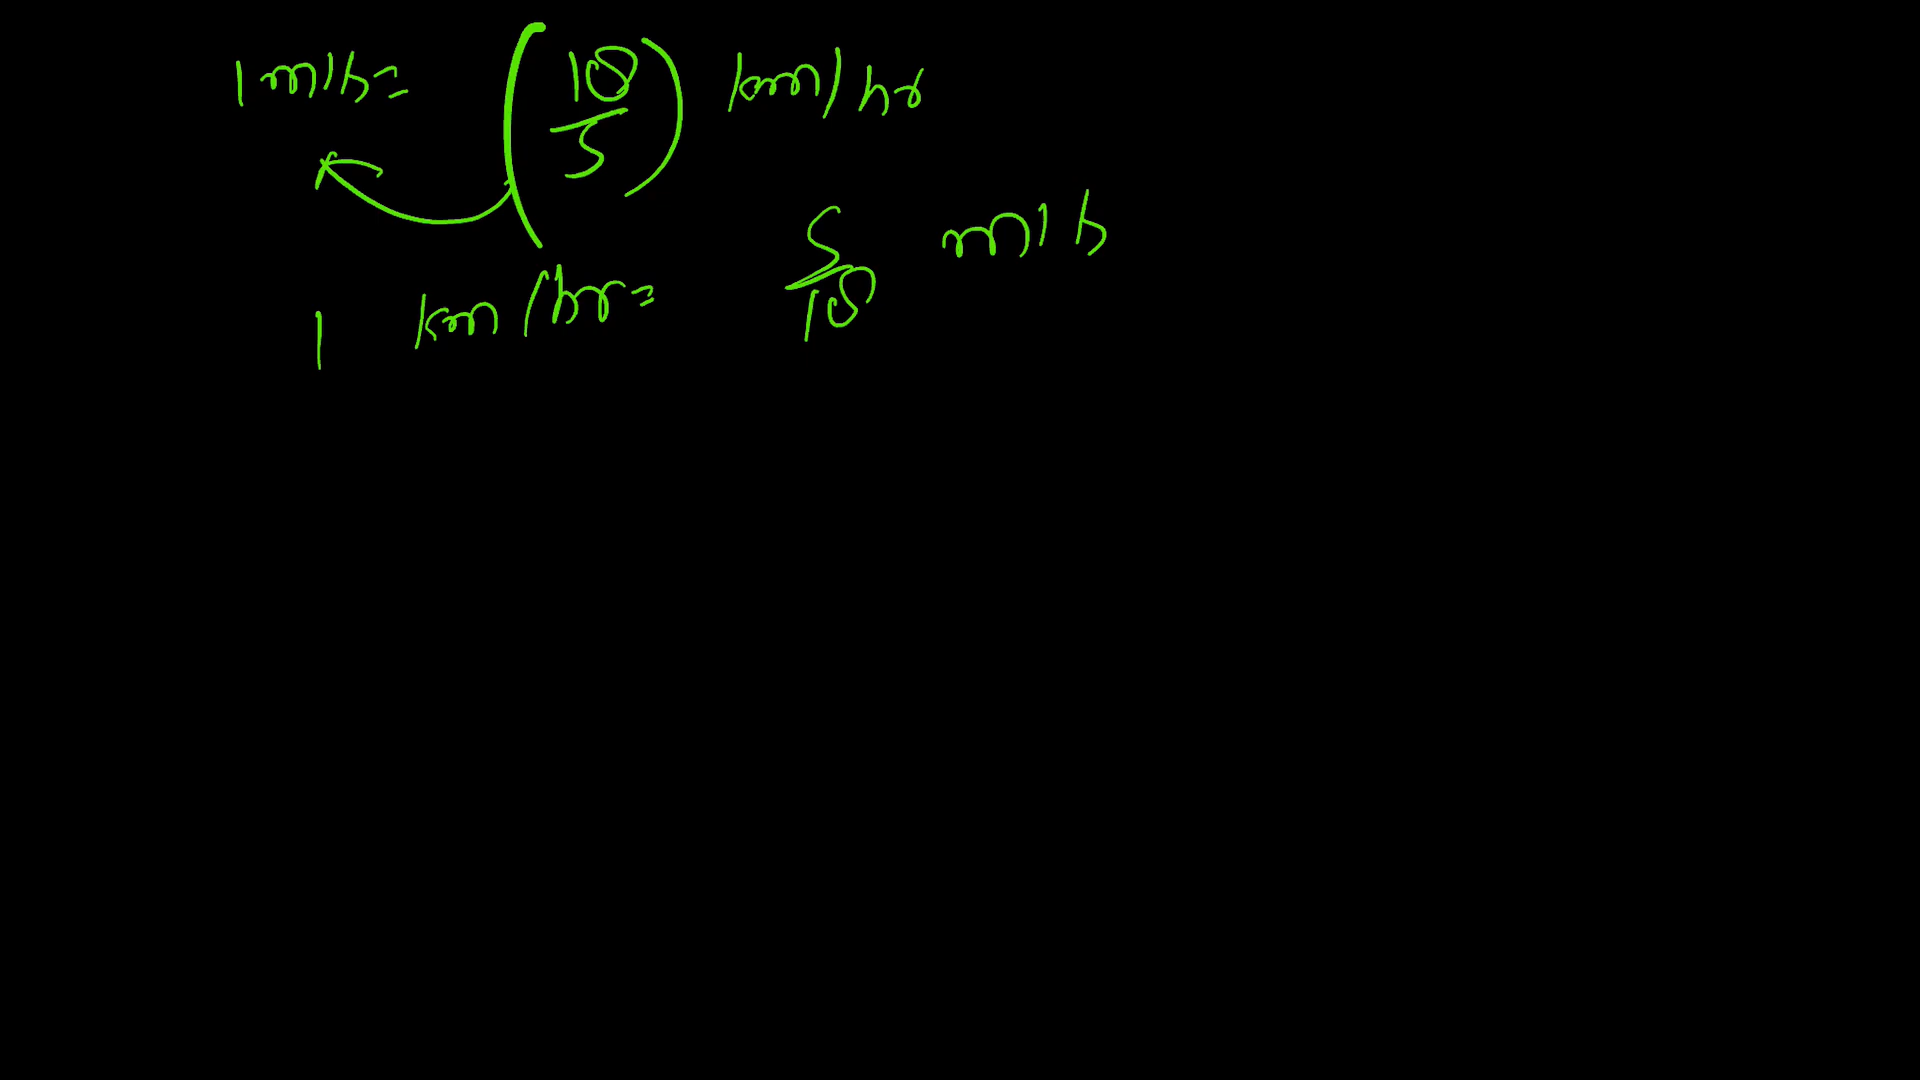 1 m/s = (18/5) km/hr
1 km/hr = 5/18 m/s